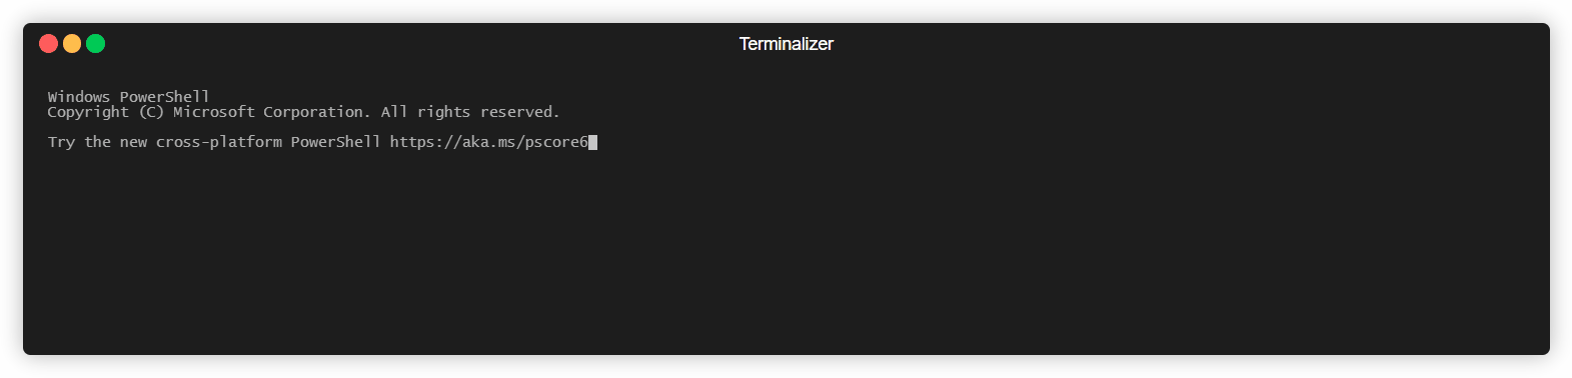 Terminalizer
Windows PowerShell
Copyright (C) Microsoft Corporation. All rights reserved.
Try the new cross-platform PowerShell https://aka.ms/pscore6